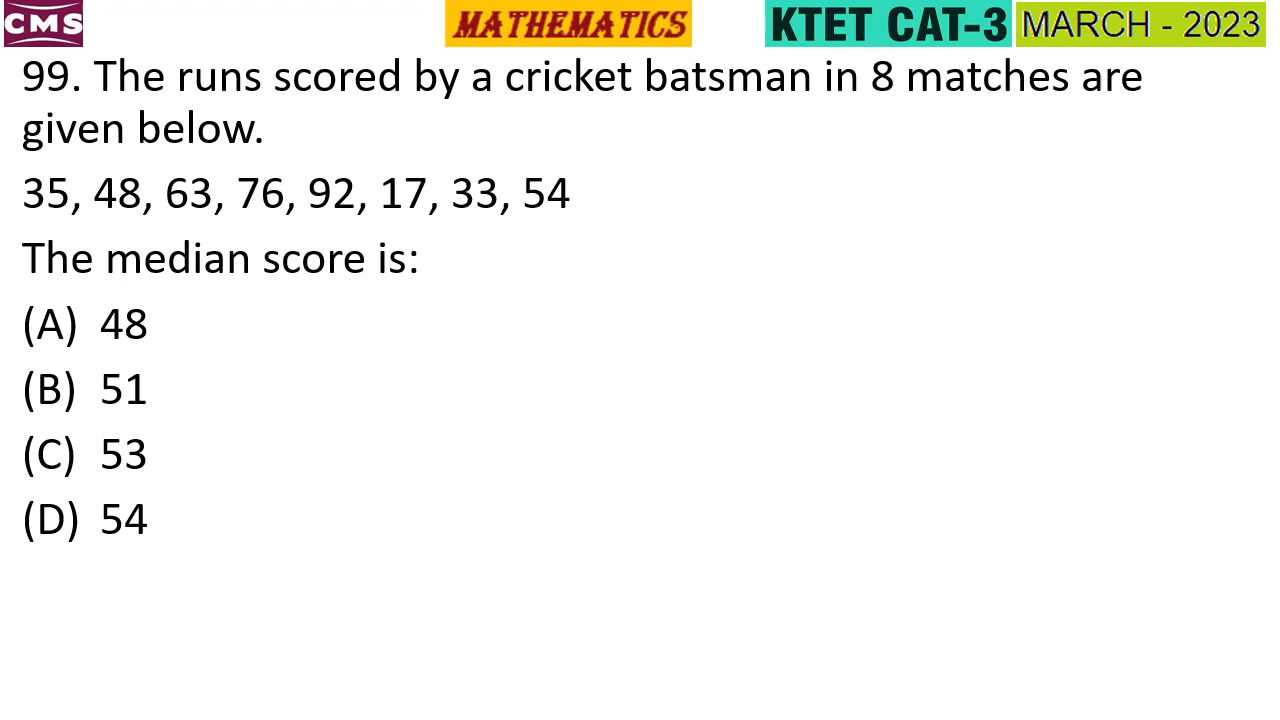 CMS
MATHEMATICS
KTET CAT-3
MARCH - 2023
99. The runs scored by a cricket batsman in 8 matches are
given below.
35, 48, 63, 76, 92, 17, 33, 54
The median score is:
(A) 48
(B) 51
(C) 53
(D) 54